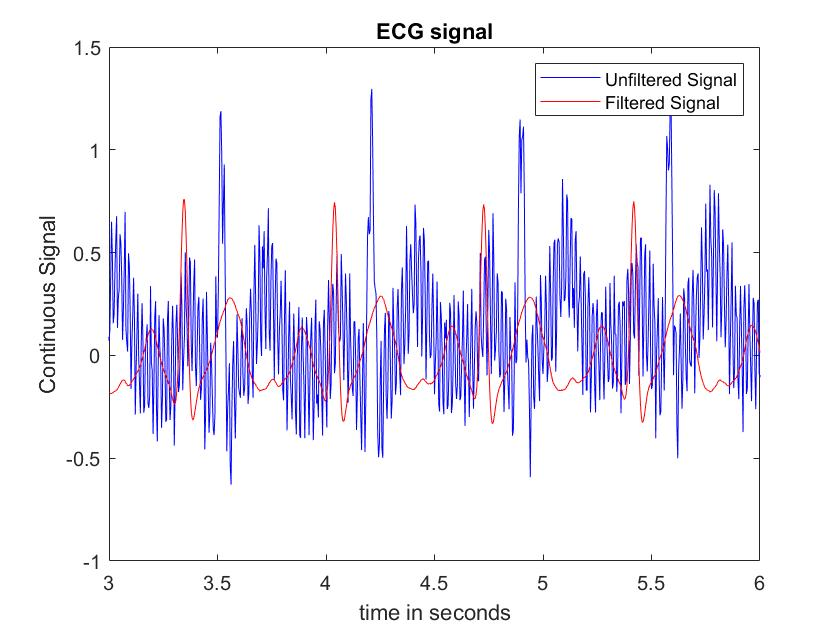 ECG signal
Unfiltered Signal
Filtered Signal
Continuous Signal
1.5
1
0.5
0
-0.5
-1
3
3.5
4
4.5
5
5.5
6
time in seconds